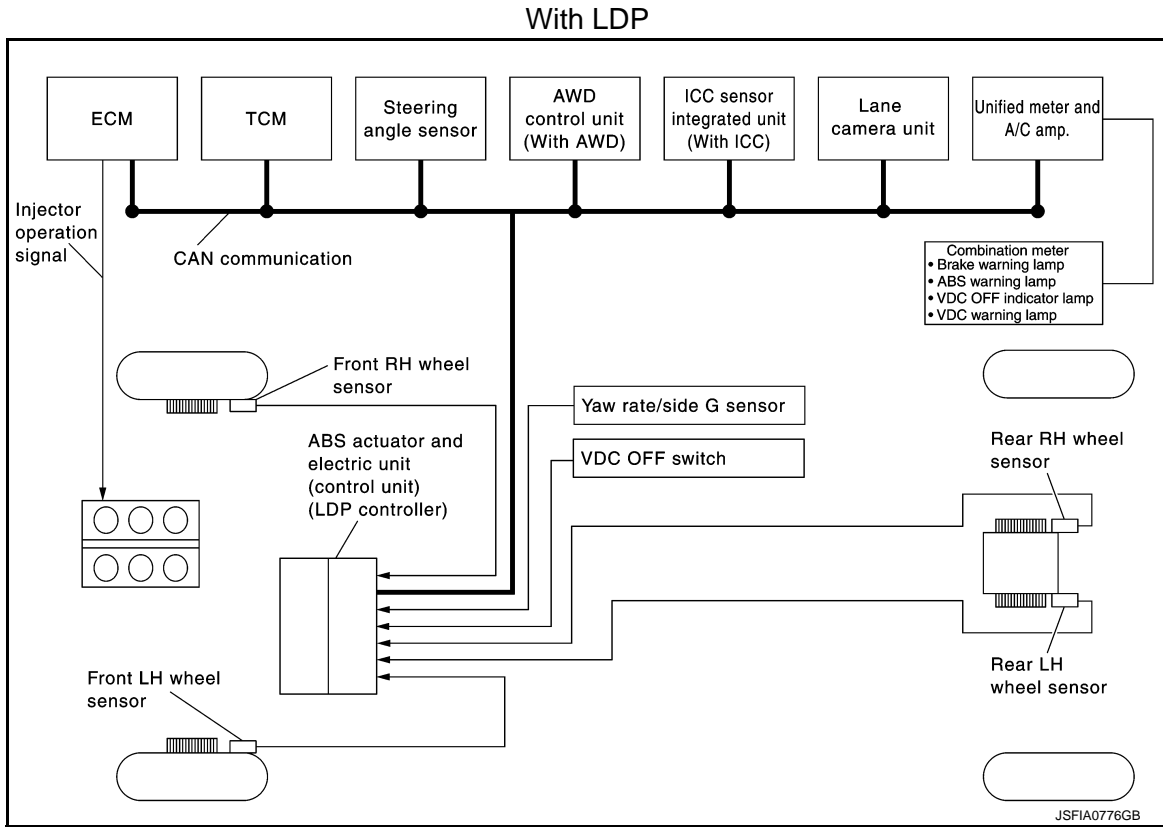 With LDP
ECM
TCM
Steering
angle sensor
AWD
control unit
(With AWD)
ICC sensor
integrated unit
(With ICC)
Lane
camera unit
Unified meter and
A/C amp.
Injector
operation
signal
CAN communication
Combination meter
• Brake warning lamp
• ABS warning lamp
• VDC OFF indicator lamp
• VDC warning lamp
Front RH wheel
sensor
Yaw rate/side G sensor
ABS actuator and
electric unit
(control unit)
(LDP controller)
VDC OFF switch
Rear RH wheel
sensor
Front LH wheel
sensor
Rear LH
wheel sensor
JSFIA0776GB